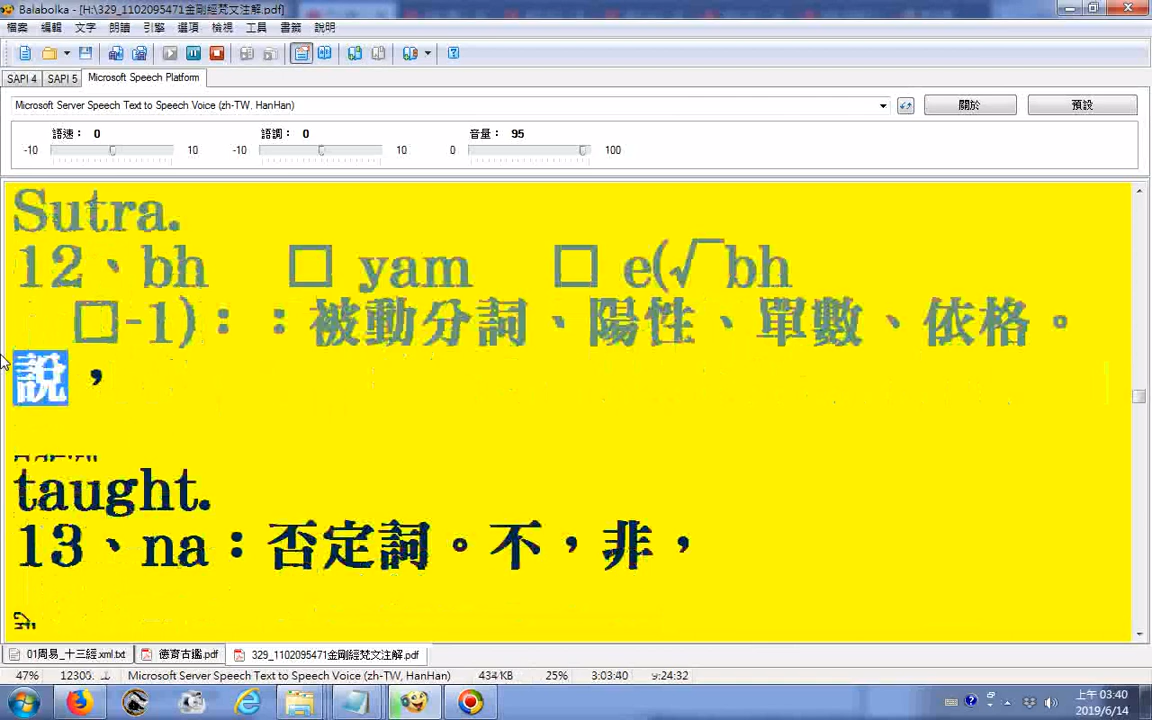 Balabolka - [H:\329_1102095471金剛經梵文注解.pdf]
檔案 編輯 文字 朗讀 引擎 選項 檢視 工具 書籤 說明
SAPI 4 SAPI 5 Microsoft Speech Platform
Microsoft Server Speech Text to Speech Voice (zh-TW, HanHan) 關於 預設
語速： 0 語調： 0 音量： 95
-10 10 -10 10 0 100
Sutra.
12、bh □ yam □ e(√bh
□-1)：：被動分詞、陽性、單數、依格。
說，
taught.
13、na：否定詞。不，非，
01周易_十三經.xml.txt 德育古鑑.pdf 329_1102095471金剛經梵文注解.pdf
47% Microsoft Server Speech Text to Speech Voice (zh-TW, HanHan) 434 KB 25% 3:03:40 9:24:32
上午 03:40
2019/6/14